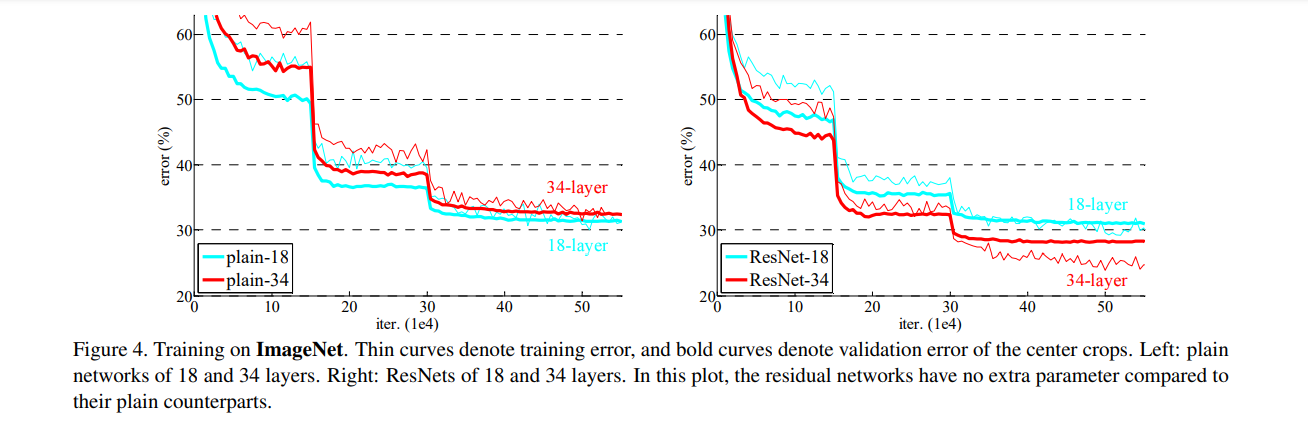 60
50
40
30
20
error (%)
0 10 20 30 40 50
iter. (1e4)
34-layer
18-layer
plain-18
plain-34
60
50
40
30
20
error (%)
0 10 20 30 40 50
iter. (1e4)
18-layer
34-layer
ResNet-18
ResNet-34
Figure 4. Training on ImageNet. Thin curves denote training error, and bold curves denote validation error of the center crops. Left: plain
networks of 18 and 34 layers. Right: ResNets of 18 and 34 layers. In this plot, the residual networks have no extra parameter compared to
their plain counterparts.